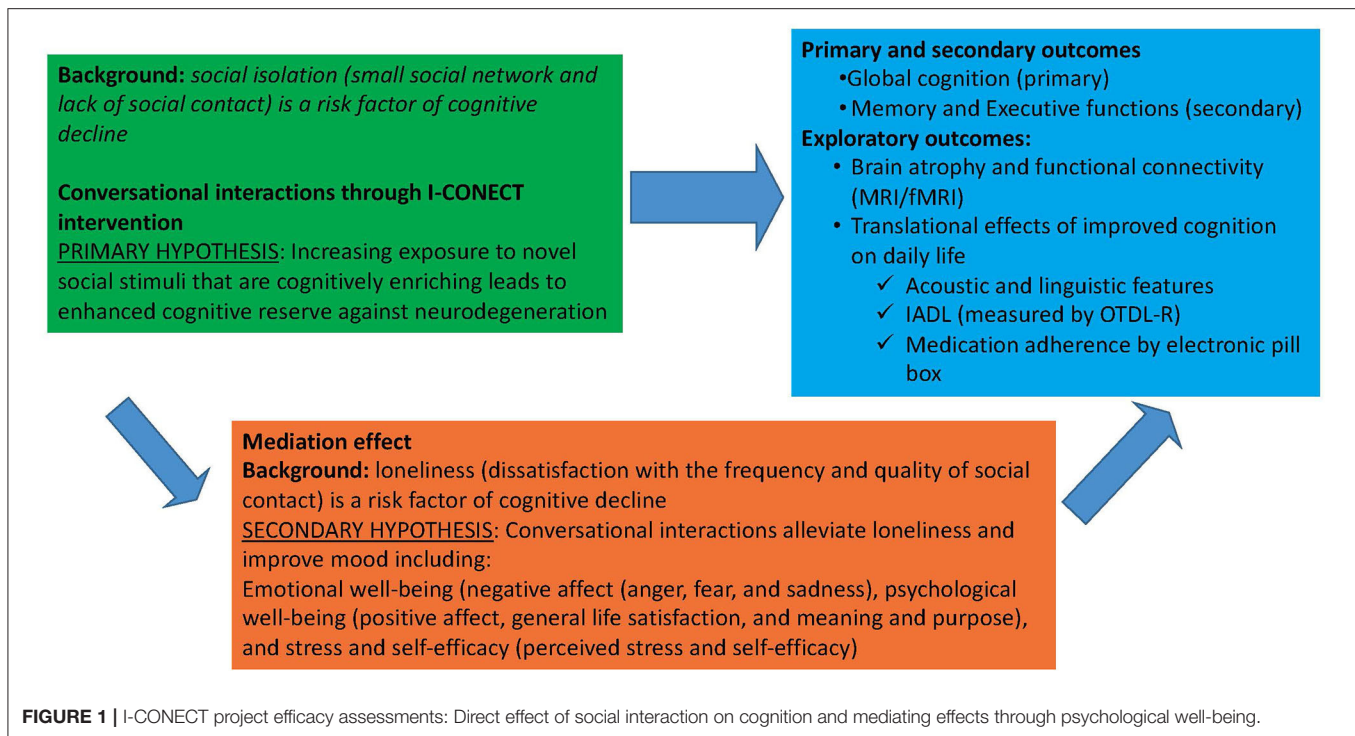 Background: social isolation (small social network and
lack of social contact) is a risk factor of cognitive
decline
Conversational interactions through I-CONECT
intervention
PRIMARY HYPOTHESIS: Increasing exposure to novel
social stimuli that are cognitively enriching leads to
enhanced cognitive reserve against neurodegeneration
Primary and secondary outcomes
•Global cognition (primary)
• Memory and Executive functions (secondary)
Exploratory outcomes:
• Brain atrophy and functional connectivity
(MRI/fMRI)
• Translational effects of improved cognition
on daily life
✓ Acoustic and linguistic features
✓ IADL (measured by OTDL-R)
✓ Medication adherence by electronic pill
box
Mediation effect
Background: loneliness (dissatisfaction with the frequency and quality of social
contact) is a risk factor of cognitive decline
SECONDARY HYPOTHESIS: Conversational interactions alleviate loneliness and
improve mood including:
Emotional well-being (negative affect (anger, fear, and sadness), psychological
well-being (positive affect, general life satisfaction, and meaning and purpose),
and stress and self-efficacy (perceived stress and self-efficacy)
FIGURE 1 | I-CONECT project efficacy assessments: Direct effect of social interaction on cognition and mediating effects through psychological well-being.